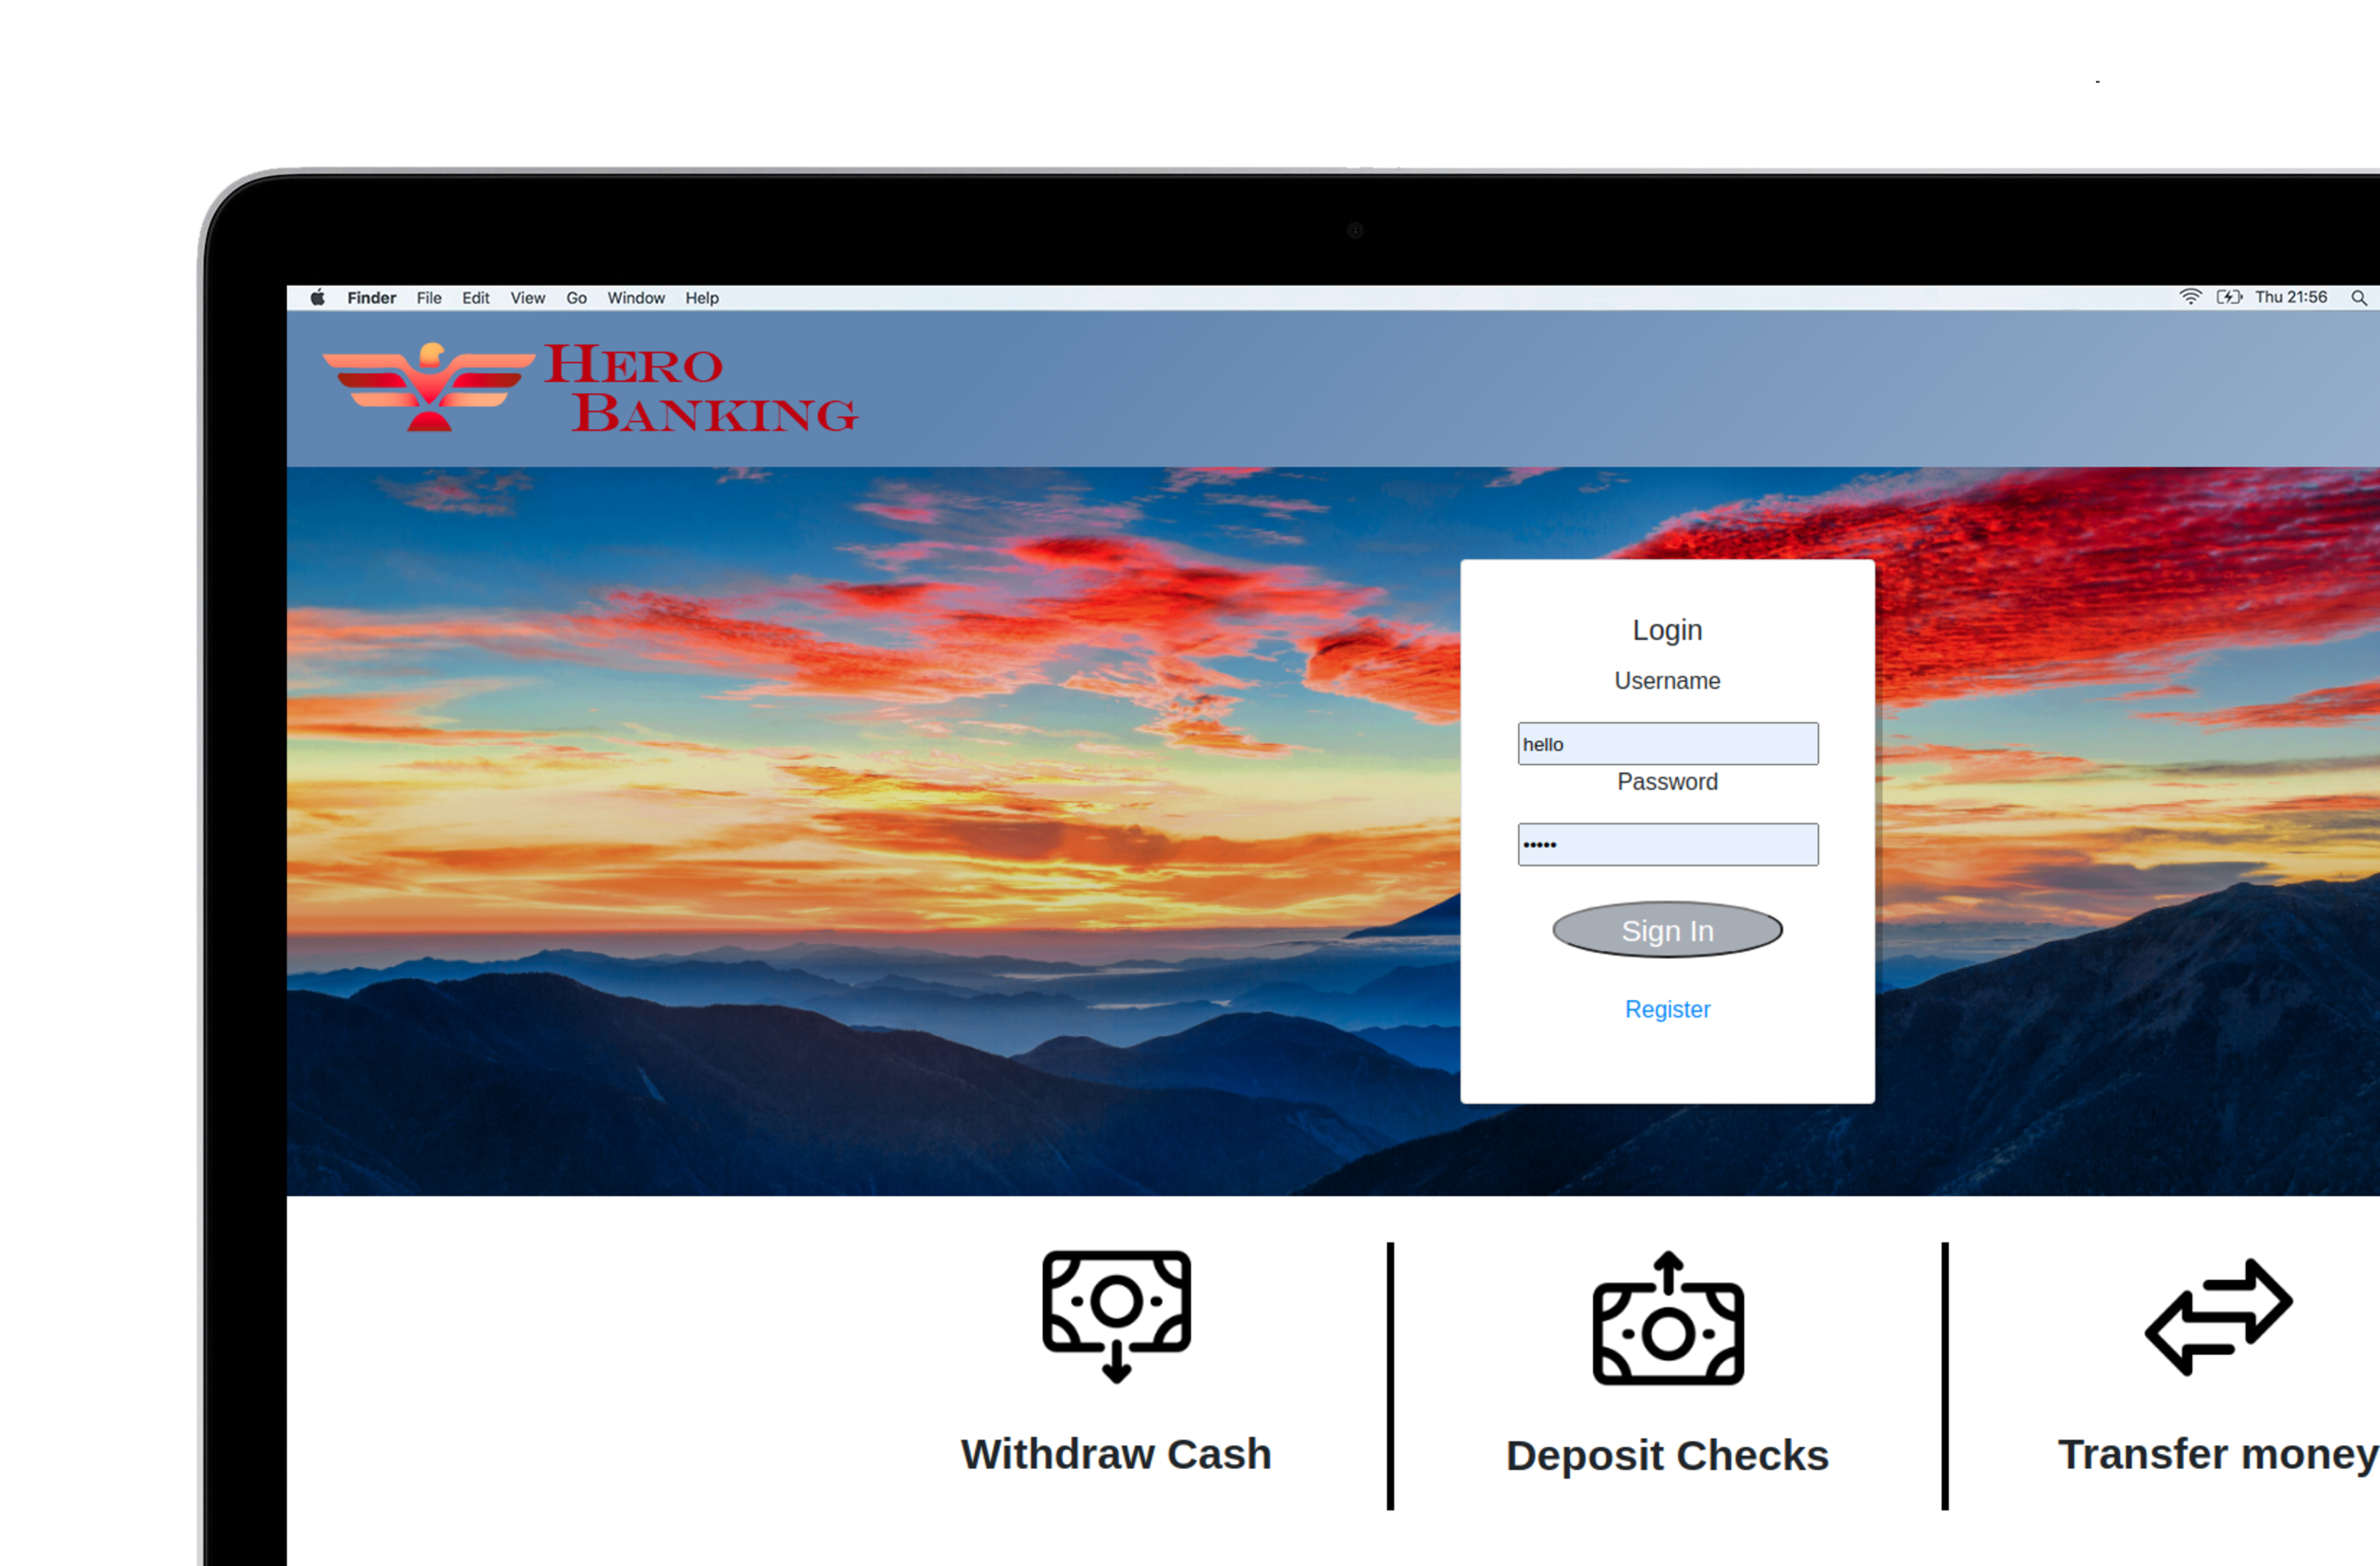 Finder File Edit View Go Window Help Thu 21:56
HERO
BANKING
Login
Username
hello
Password
•••••
Sign In
Register
Withdraw Cash
Deposit Checks
Transfer money